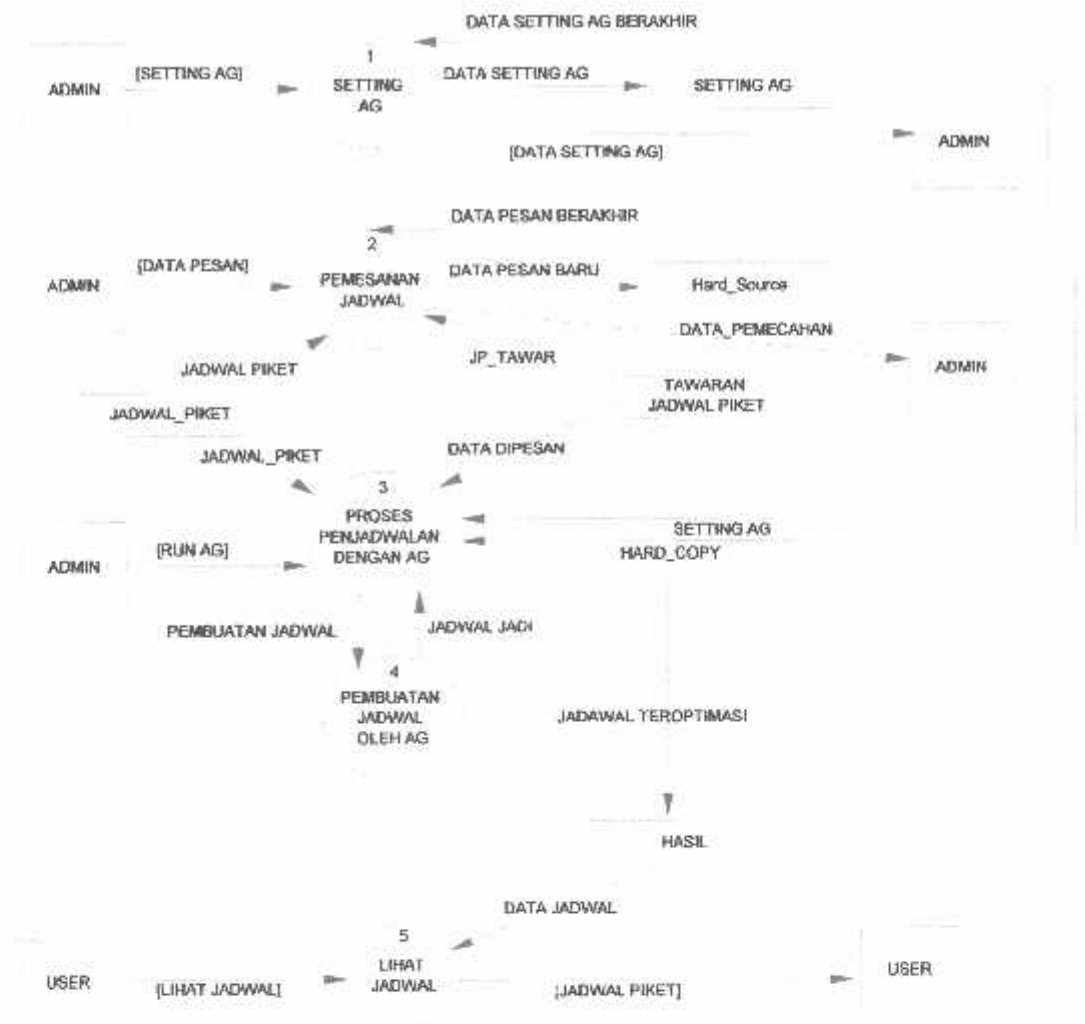 DATA SETTING AG BERAKHIR
1
ADMIN
[SETTING AG]
SETTING
AG
DATA SETTING AG
SETTING AG
[DATA SETTING AG]
ADMIN
DATA PESAN BERAKHIR
2
ADMIN
[DATA PESAN]
PEMESANAN
JADWAL
DATA PESAN BARU
Hard_Source
DATA_PEMECAHAN
JADWAL PIKET
JP_TAWAR
ADMIN
TAWARAN
JADWAL PIKET
JADWAL_PIKET
JADWAL_PIKET
DATA DIPESAN
3
PROSES
PENJADWALAN
DENGAN AG
SETTING AG
HARD_COPY
ADMIN
[RUN AG]
PEMBUATAN JADWAL
JADWAL JADI
4
PEMBUATAN
JADWAL
OLEH AG
JADAWAL TEROPTIMASI
HASIL
DATA JADWAL
5
LIHAT
JADWAL
USER
[LIHAT JADWAL]
[JADWAL PIKET]
USER